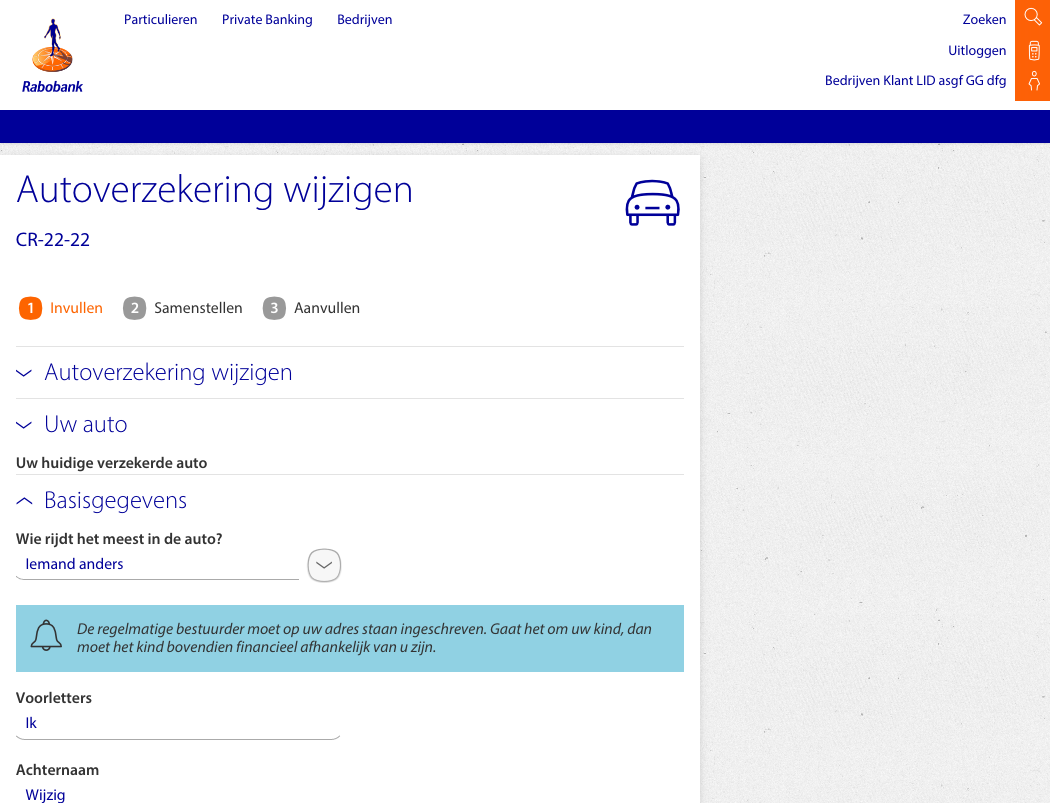 Particulieren Private Banking Bedrijven
Zoeken
Uitloggen
Bedrijven Klant LID asgf GG dfg
Rabobank
Autoverzekering wijzigen
CR-22-22
1 Invullen 2 Samenstellen 3 Aanvullen
Autoverzekering wijzigen
Uw auto
Uw huidige verzekerde auto
Basisgegevens
Wie rijdt het meest in de auto?
Iemand anders
De regelmatige bestuurder moet op uw adres staan ingeschreven. Gaat het om uw kind, dan
moet het kind bovendien financieel afhankelijk van u zijn.
Voorletters
Ik
Achternaam
Wijzig